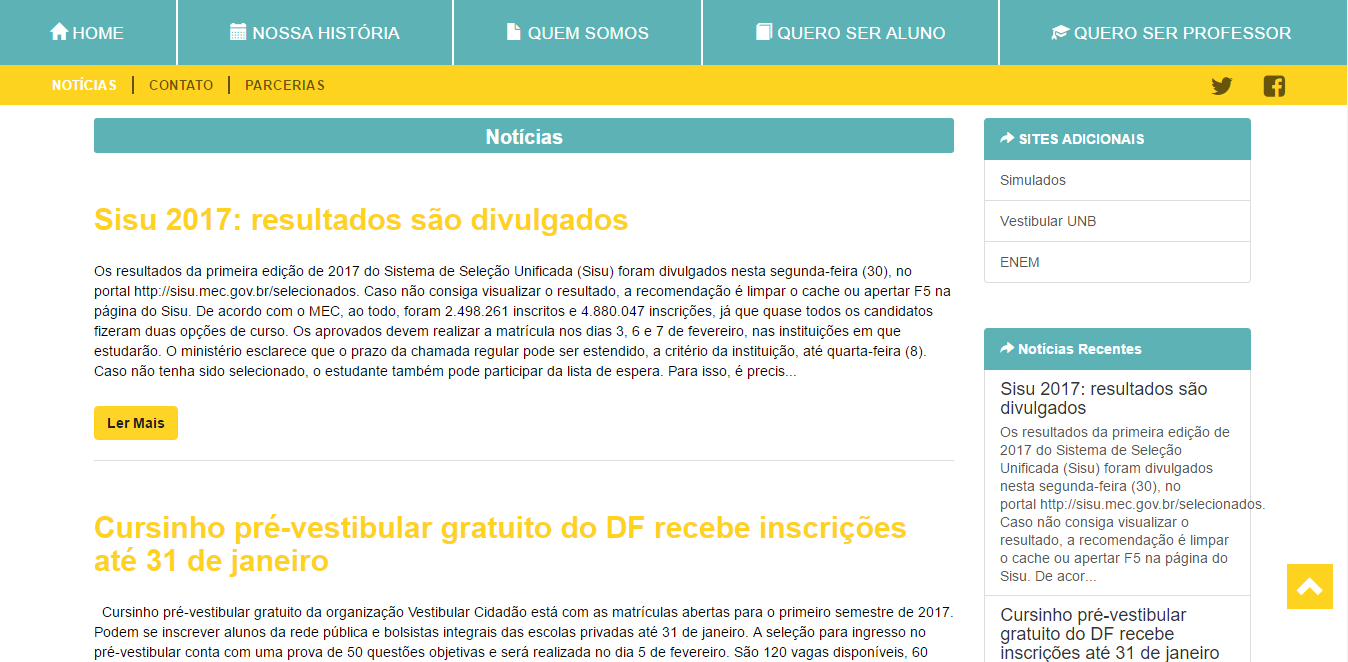 HOME
NOSSA HISTÓRIA
QUEM SOMOS
QUERO SER ALUNO
QUERO SER PROFESSOR
NOTÍCIAS
CONTATO
PARCERIAS
Notícias
Sisu 2017: resultados são divulgados
Os resultados da primeira edição de 2017 do Sistema de Seleção Unificada (Sisu) foram divulgados nesta segunda-feira (30), no
portal http://sisu.mec.gov.br/selecionados. Caso não consiga visualizar o resultado, a recomendação é limpar o cache ou apertar F5 na
página do Sisu. De acordo com o MEC, ao todo, foram 2.498.261 inscritos e 4.880.047 inscrições, já que quase todos os candidatos
fizeram duas opções de curso. Os aprovados devem realizar a matrícula nos dias 3, 6 e 7 de fevereiro, nas instituições em que
estudarão. O ministério esclarece que o prazo da chamada regular pode ser estendido, a critério da instituição, até quarta-feira (8).
Caso não tenha sido selecionado, o estudante também pode participar da lista de espera. Para isso, é precis...
Ler Mais
Cursinho pré-vestibular gratuito do DF recebe inscrições
até 31 de janeiro
Cursinho pré-vestibular gratuito da organização Vestibular Cidadão está com as matrículas abertas para o primeiro semestre de 2017.
Podem se inscrever alunos da rede pública e bolsistas integrais das escolas privadas até 31 de janeiro. A seleção para ingresso no
pré-vestibular conta com uma prova de 50 questões objetivas e será realizada no dia 5 de fevereiro. São 120 vagas disponíveis, 60
SITES ADICIONAIS
Simulados
Vestibular UNB
ENEM
Notícias Recentes
Sisu 2017: resultados são
divulgados
Os resultados da primeira edição de
2017 do Sistema de Seleção
Unificada (Sisu) foram divulgados
nesta segunda-feira (30), no
portal http://sisu.mec.gov.br/selecionados.
Caso não consiga visualizar o
resultado, a recomendação é limpar
o cache ou apertar F5 na página do
Sisu. De acor...
Cursinho pré-vestibular
gratuito do DF recebe
inscrições até 31 de janeiro